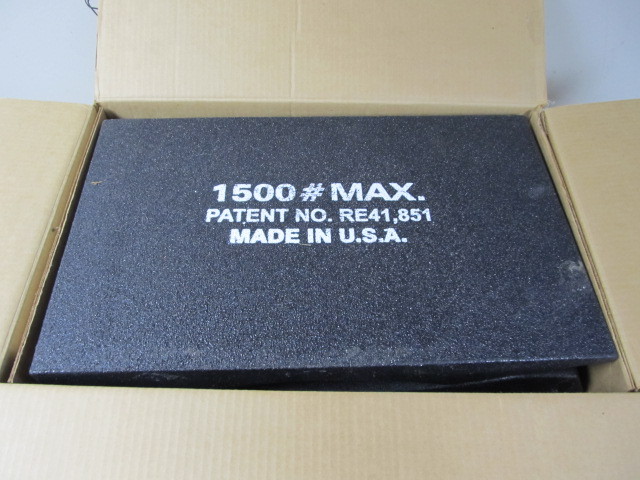 1500 # MAX.
PATENT NO. RE41,851
MADE IN U.S.A.